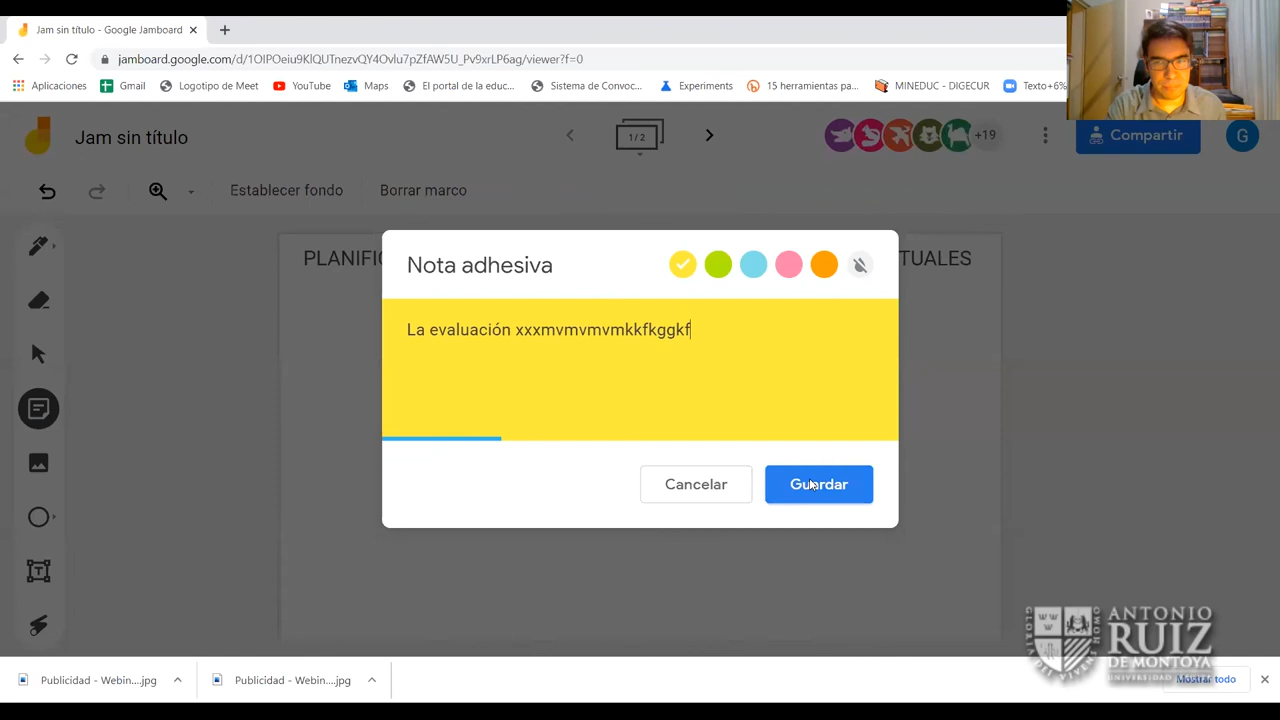 Jam sin título - Google Jamboard
jamboard.google.com/d/1OIPOeiu9KlQUTnezvQY4Ovlu7pZfAW5U_Pv9xrLP6ag/viewer?f=0
Aplicaciones Gmail Logotipo de Meet YouTube Maps El portal de la educ... Sistema de Convoc... Experiments 15 herramientas pa... MINEDUC - DIGECUR Texto+6%
Jam sin título 1/2 +19 Compartir G
Establecer fondo Borrar marco
PLANIFIC TUALES
Nota adhesiva
La evaluación xxxmvmvmvmkkfkggkf
Cancelar Guardar
ANTONIO
RUIZ
DE MONTOYA
UNIVERSIDAD
Publicidad - Webin....jpg Publicidad - Webin....jpg Mostrar todo